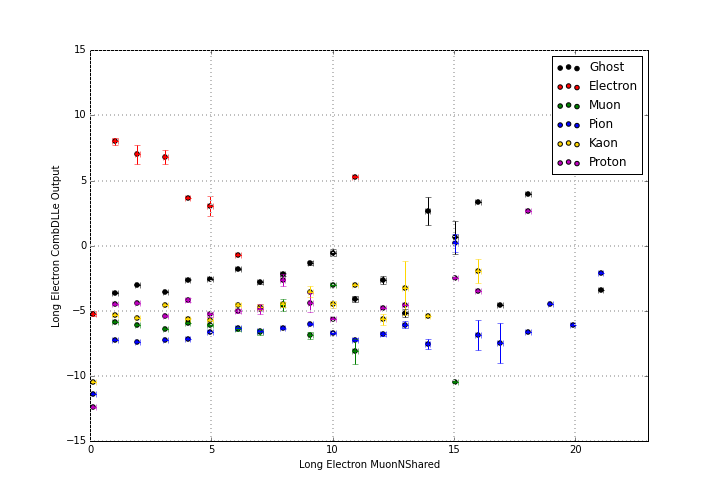 15
10
5
0
−5
−10
−15
0
5
10
15
20
Long Electron CombDLLe Output
Long Electron MuonNShared
Ghost
Electron
Muon
Pion
Kaon
Proton